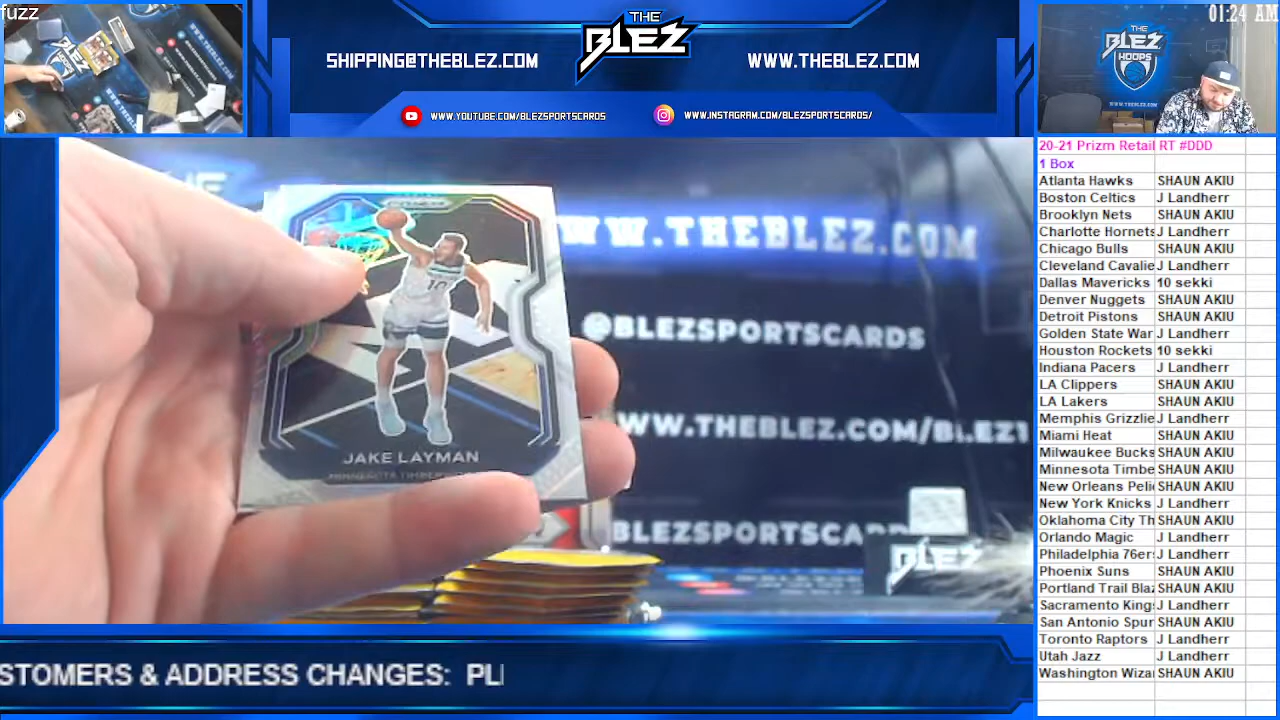 fuzz
SHIPPING@THEBLEZ.COM
THE
BLEZ
WWW.THEBLEZ.COM
WWW.YOUTUBE.COM/BLEZSPORTSCARDS
WWW.INSTAGRAM.COM/BLEZSPORTSCARDS/
01:24 AM
THE
BLEZ
HOOPS
WWW.THEBLEZ.COM
WW.THEBLEZ.COM
@BLEZSPORTSCARDS
WWW.THEBLEZ.COM/BLEZ1
BLEZSPORTSCARD
BLEZ
PRIZM
10
JAKE LAYMAN
20-21 Prizm Retail RT #DDD
1 Box
Atlanta Hawks SHAUN AKIU
Boston Celtics J Landherr
Brooklyn Nets SHAUN AKIU
Charlotte Hornets J Landherr
Chicago Bulls SHAUN AKIU
Cleveland Cavalie J Landherr
Dallas Mavericks 10 sekki
Denver Nuggets SHAUN AKIU
Detroit Pistons SHAUN AKIU
Golden State War J Landherr
Houston Rockets 10 sekki
Indiana Pacers J Landherr
LA Clippers SHAUN AKIU
LA Lakers SHAUN AKIU
Memphis Grizzlie J Landherr
Miami Heat SHAUN AKIU
Milwaukee Bucks SHAUN AKIU
Minnesota Timbe SHAUN AKIU
New Orleans Peli SHAUN AKIU
New York Knicks J Landherr
Oklahoma City Th SHAUN AKIU
Orlando Magic J Landherr
Philadelphia 76er J Landherr
Phoenix Suns SHAUN AKIU
Portland Trail Blaz SHAUN AKIU
Sacramento King J Landherr
San Antonio Spur SHAUN AKIU
Toronto Raptors J Landherr
Utah Jazz J Landherr
Washington Wiza SHAUN AKIU
STOMERS & ADDRESS CHANGES: PL